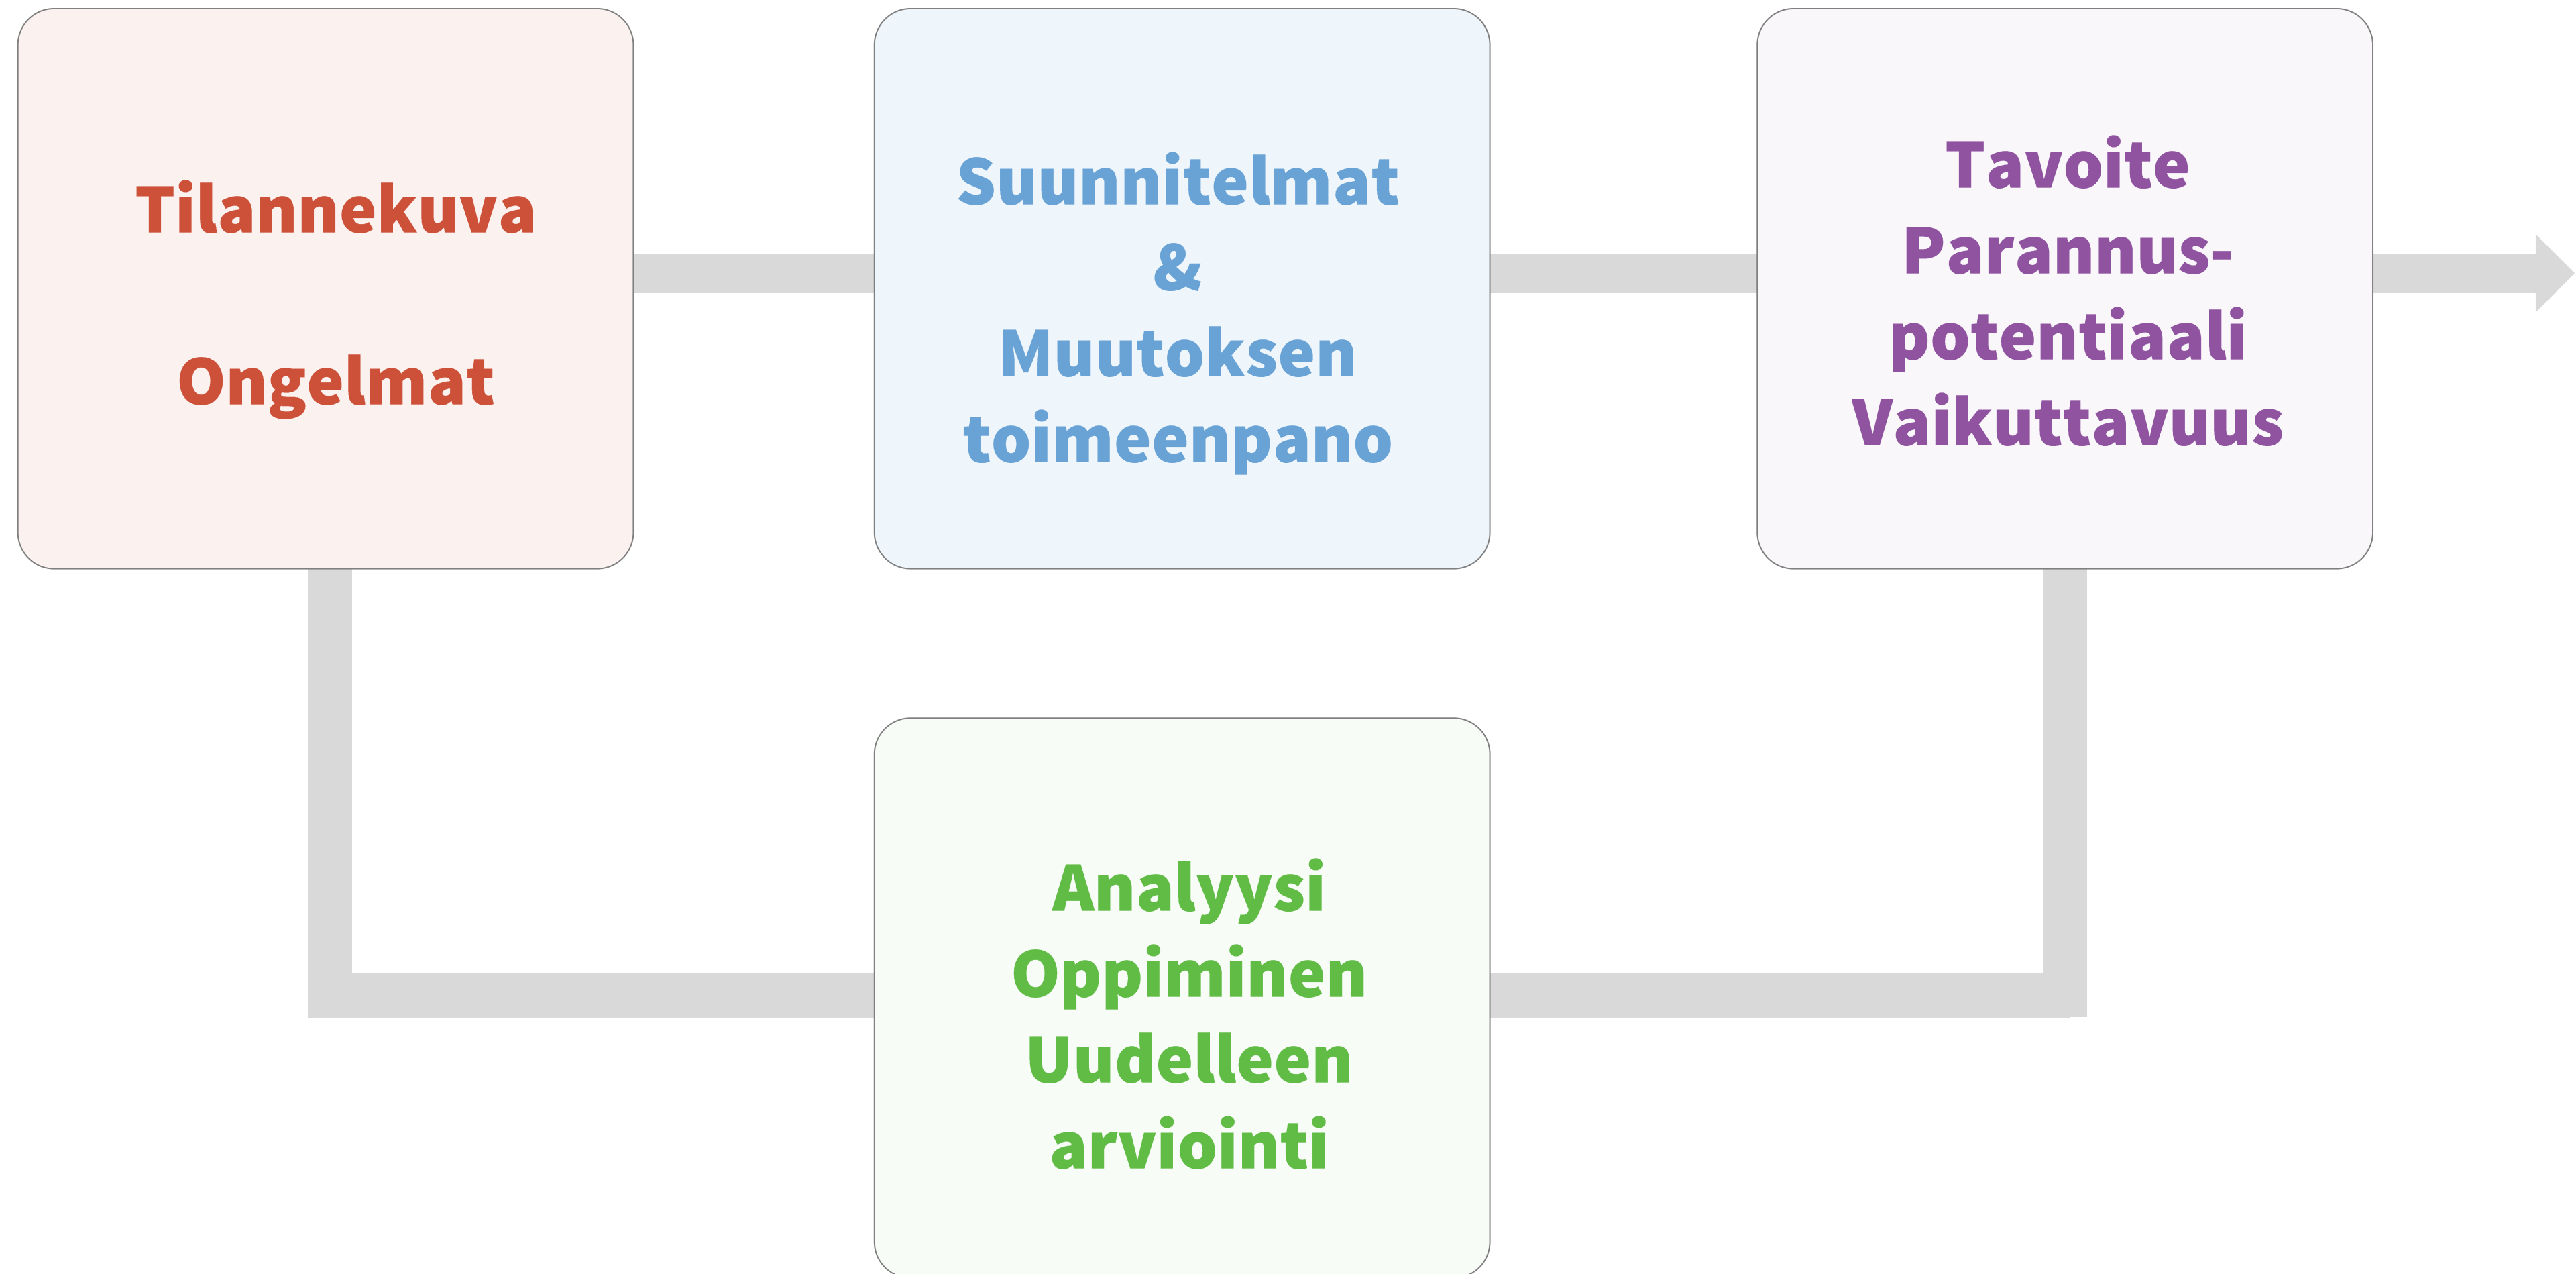 Tilannekuva
Ongelmat
Suunnitelmat
&
Muutoksen
toimeenpano
Tavoite
Parannus-
potentiaali
Vaikuttavuus
Analyysi
Oppiminen
Uudelleen
arviointi